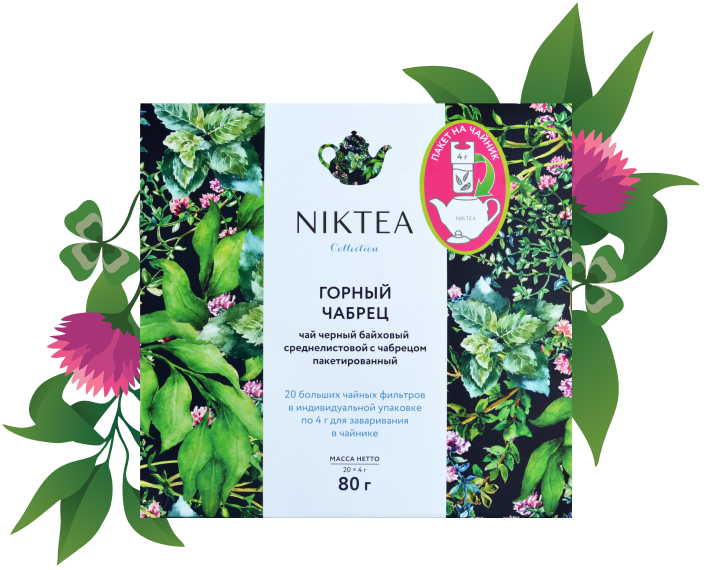 ПАКЕТ НА ЧАЙНИК
4 г
NIKTEA
NIKTEA
Collection
ГОРНЫЙ
ЧАБРЕЦ
чай черный байховый
среднелистовой с чабрецом
пакетированный
20 больших чайных фильтров
в индивидуальной упаковке
по 4 г для заваривания
в чайнике
МАССА НЕТТО
20 × 4 г
80 г